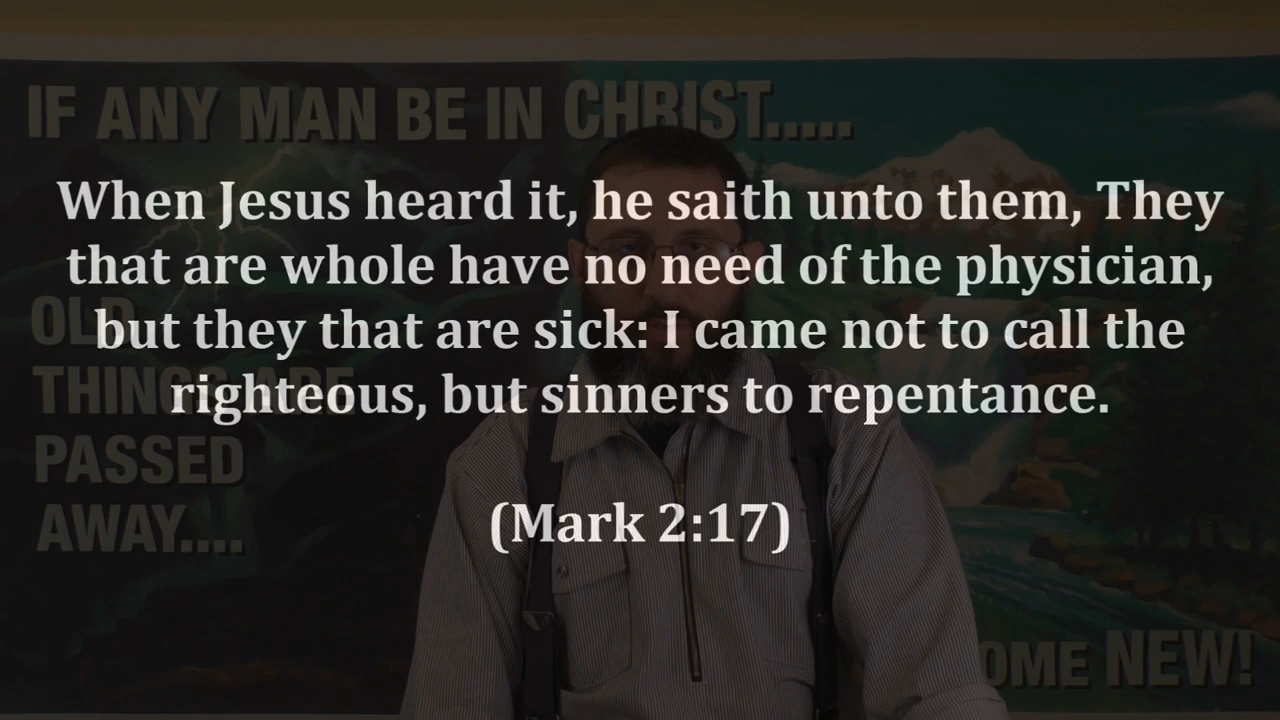 IF ANY MAN BE IN CHRIST.....
When Jesus heard it, he saith unto them, They
that are whole have no need of the physician,
but they that are sick: I came not to call the
righteous, but sinners to repentance.
(Mark 2:17)
OLD
THINGS ARE
PASSED
AWAY....
NEW!